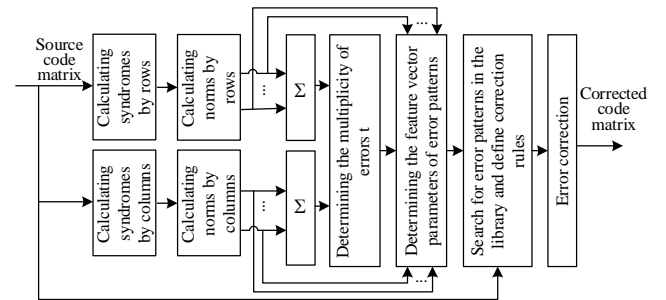 Source
code
matrix
Calculating
syndromes
by rows
Calculating
norms by
rows
...
...
Σ
Determining the multiplicity of
errors t
Determining the feature vector
parameters of error patterns
Search for error patterns in the
library and define correction
rules
Error correction
Corrected
code
matrix
Calculating
syndromes
by columns
Calculating
norms by
columns
...
...
Σ